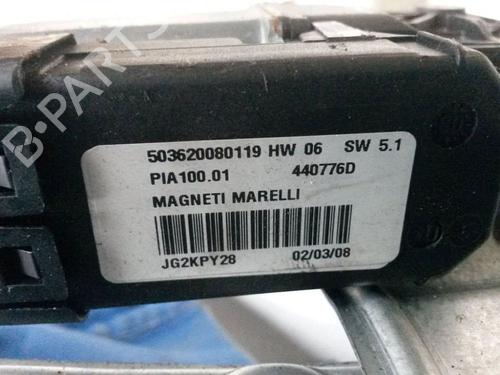 B-PARTS
503620080119 HW 06 SW 5.1
PIA100.01 440776D
MAGNETI MARELLI
JG2KPY28 02/03/08